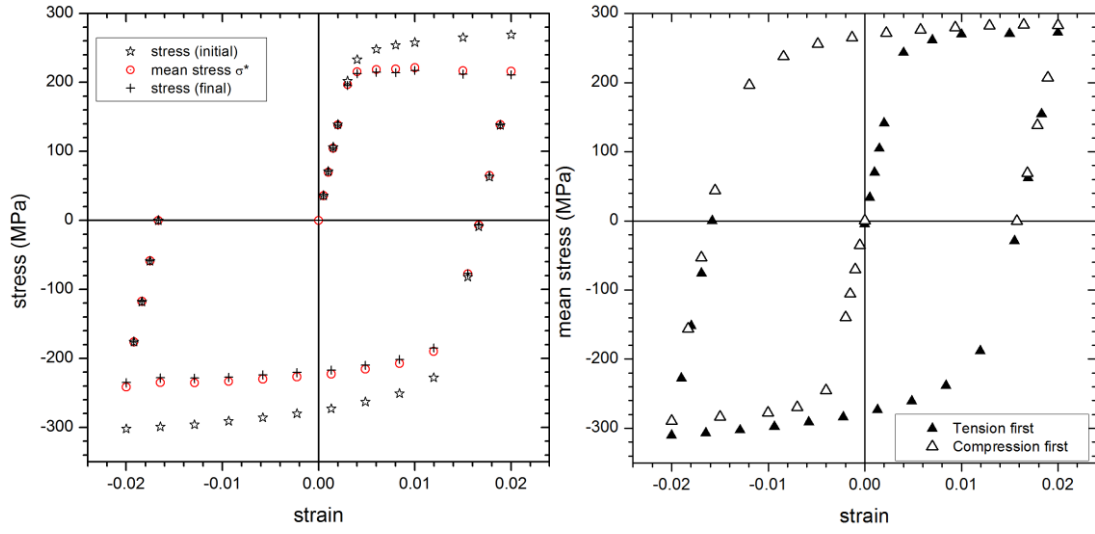 300
200
100
0
-100
-200
-300
-0.02
-0.01
0.00
0.01
0.02
stress (MPa)
strain
stress (initial)
mean stress σ*
stress (final)
300
200
100
0
-100
-200
-300
-0.02
-0.01
0.00
0.01
0.02
mean stress (MPa)
strain
Tension first
Compression first